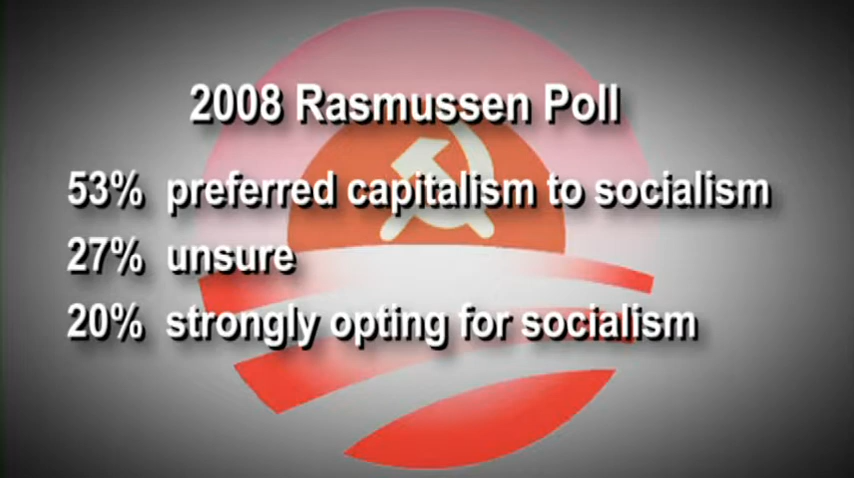 2008 Rasmussen Poll
53% preferred capitalism to socialism
27% unsure
20% strongly opting for socialism